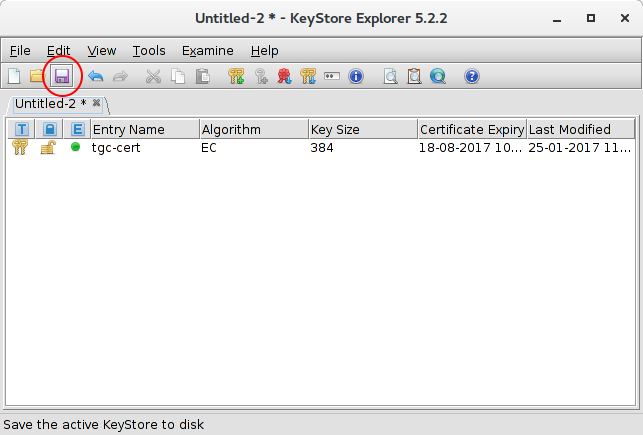 Untitled-2 * - KeyStore Explorer 5.2.2
File Edit View Tools Examine Help
Untitled-2 *
T E Entry Name Algorithm Key Size Certificate Expiry Last Modified
tgc-cert EC 384 18-08-2017 10... 25-01-2017 11...
Save the active KeyStore to disk